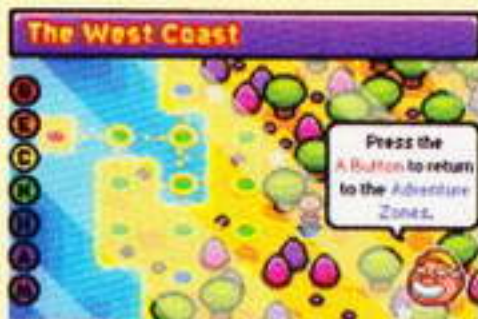 The West Coast
B
E
C
K
H
A
M
Press the
A Button to return
to the Adventure
Zones.